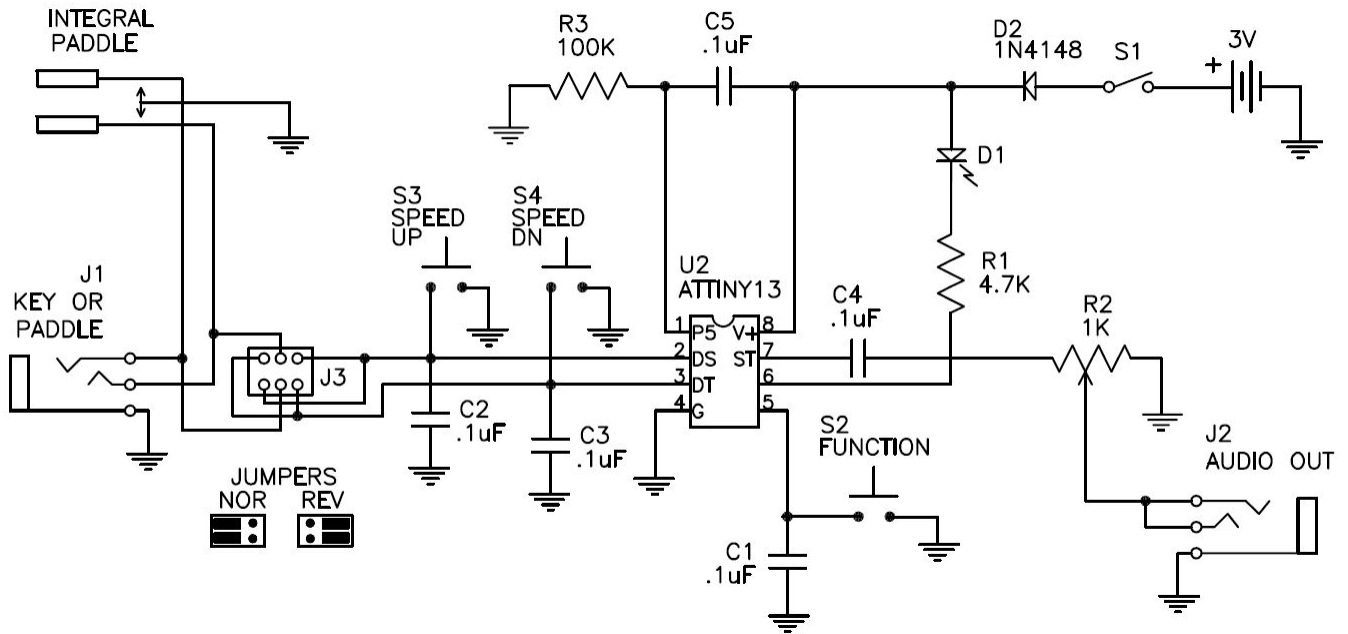 INTEGRAL
PADDLE
R3
100K
C5
.1uF
D2
1N4148
S1
+
3V
D1
S3
SPEED
UP
S4
SPEED
DN
U2
ATTINY13
R1
4.7K
C4
.1uF
R2
1K
J1
KEY OR
PADDLE
J3
1 P5 V+ 8
2 DS ST 7
3 DT 6
4 G 5
C2
.1uF
C3
.1uF
S2
FUNCTION
J2
AUDIO OUT
JUMPERS
NOR REV
C1
.1uF